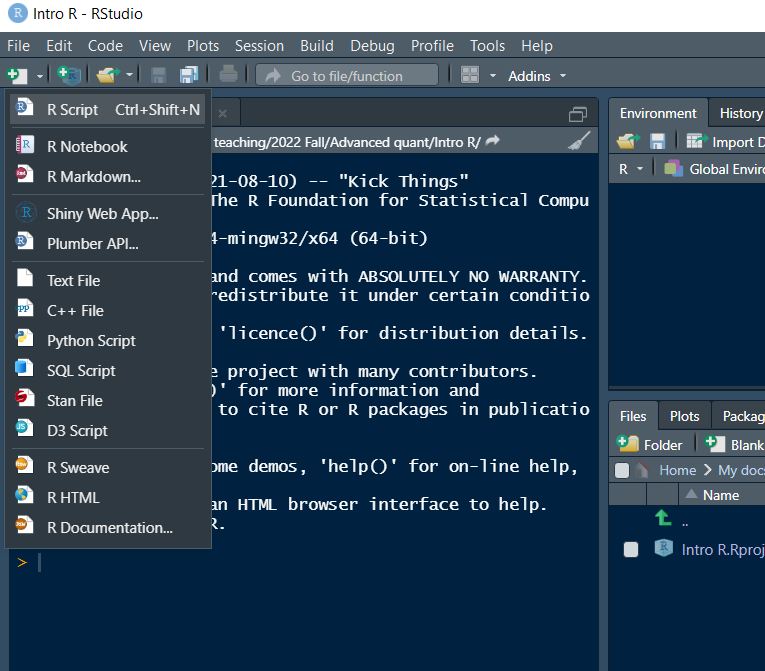 Intro R - RStudio
File Edit Code View Plots Session Build Debug Profile Tools Help
Go to file/function Addins
R Script Ctrl+Shift+N
R Notebook
R Markdown...
Shiny Web App...
Plumber API...
Text File
C++ File
Python Script
SQL Script
Stan File
D3 Script
R Sweave
R HTML
R Documentation...
teaching/2022 Fall/Advanced quant/Intro R/
21-08-10) -- "Kick Things"
The R Foundation for Statistical Compu
4-mingw32/x64 (64-bit)
and comes with ABSOLUTELY NO WARRANTY.
redistribute it under certain conditio
'licence()' for distribution details.
e project with many contributors.
)' for more information and
to cite R or R packages in publicatio
ome demos, 'help()' for on-line help,
an HTML browser interface to help.
R.
>
Environment History
Import D
R Global Enviro
Files Plots Packag
Folder Blank
Home My doc
Name
..
Intro R.Rproj